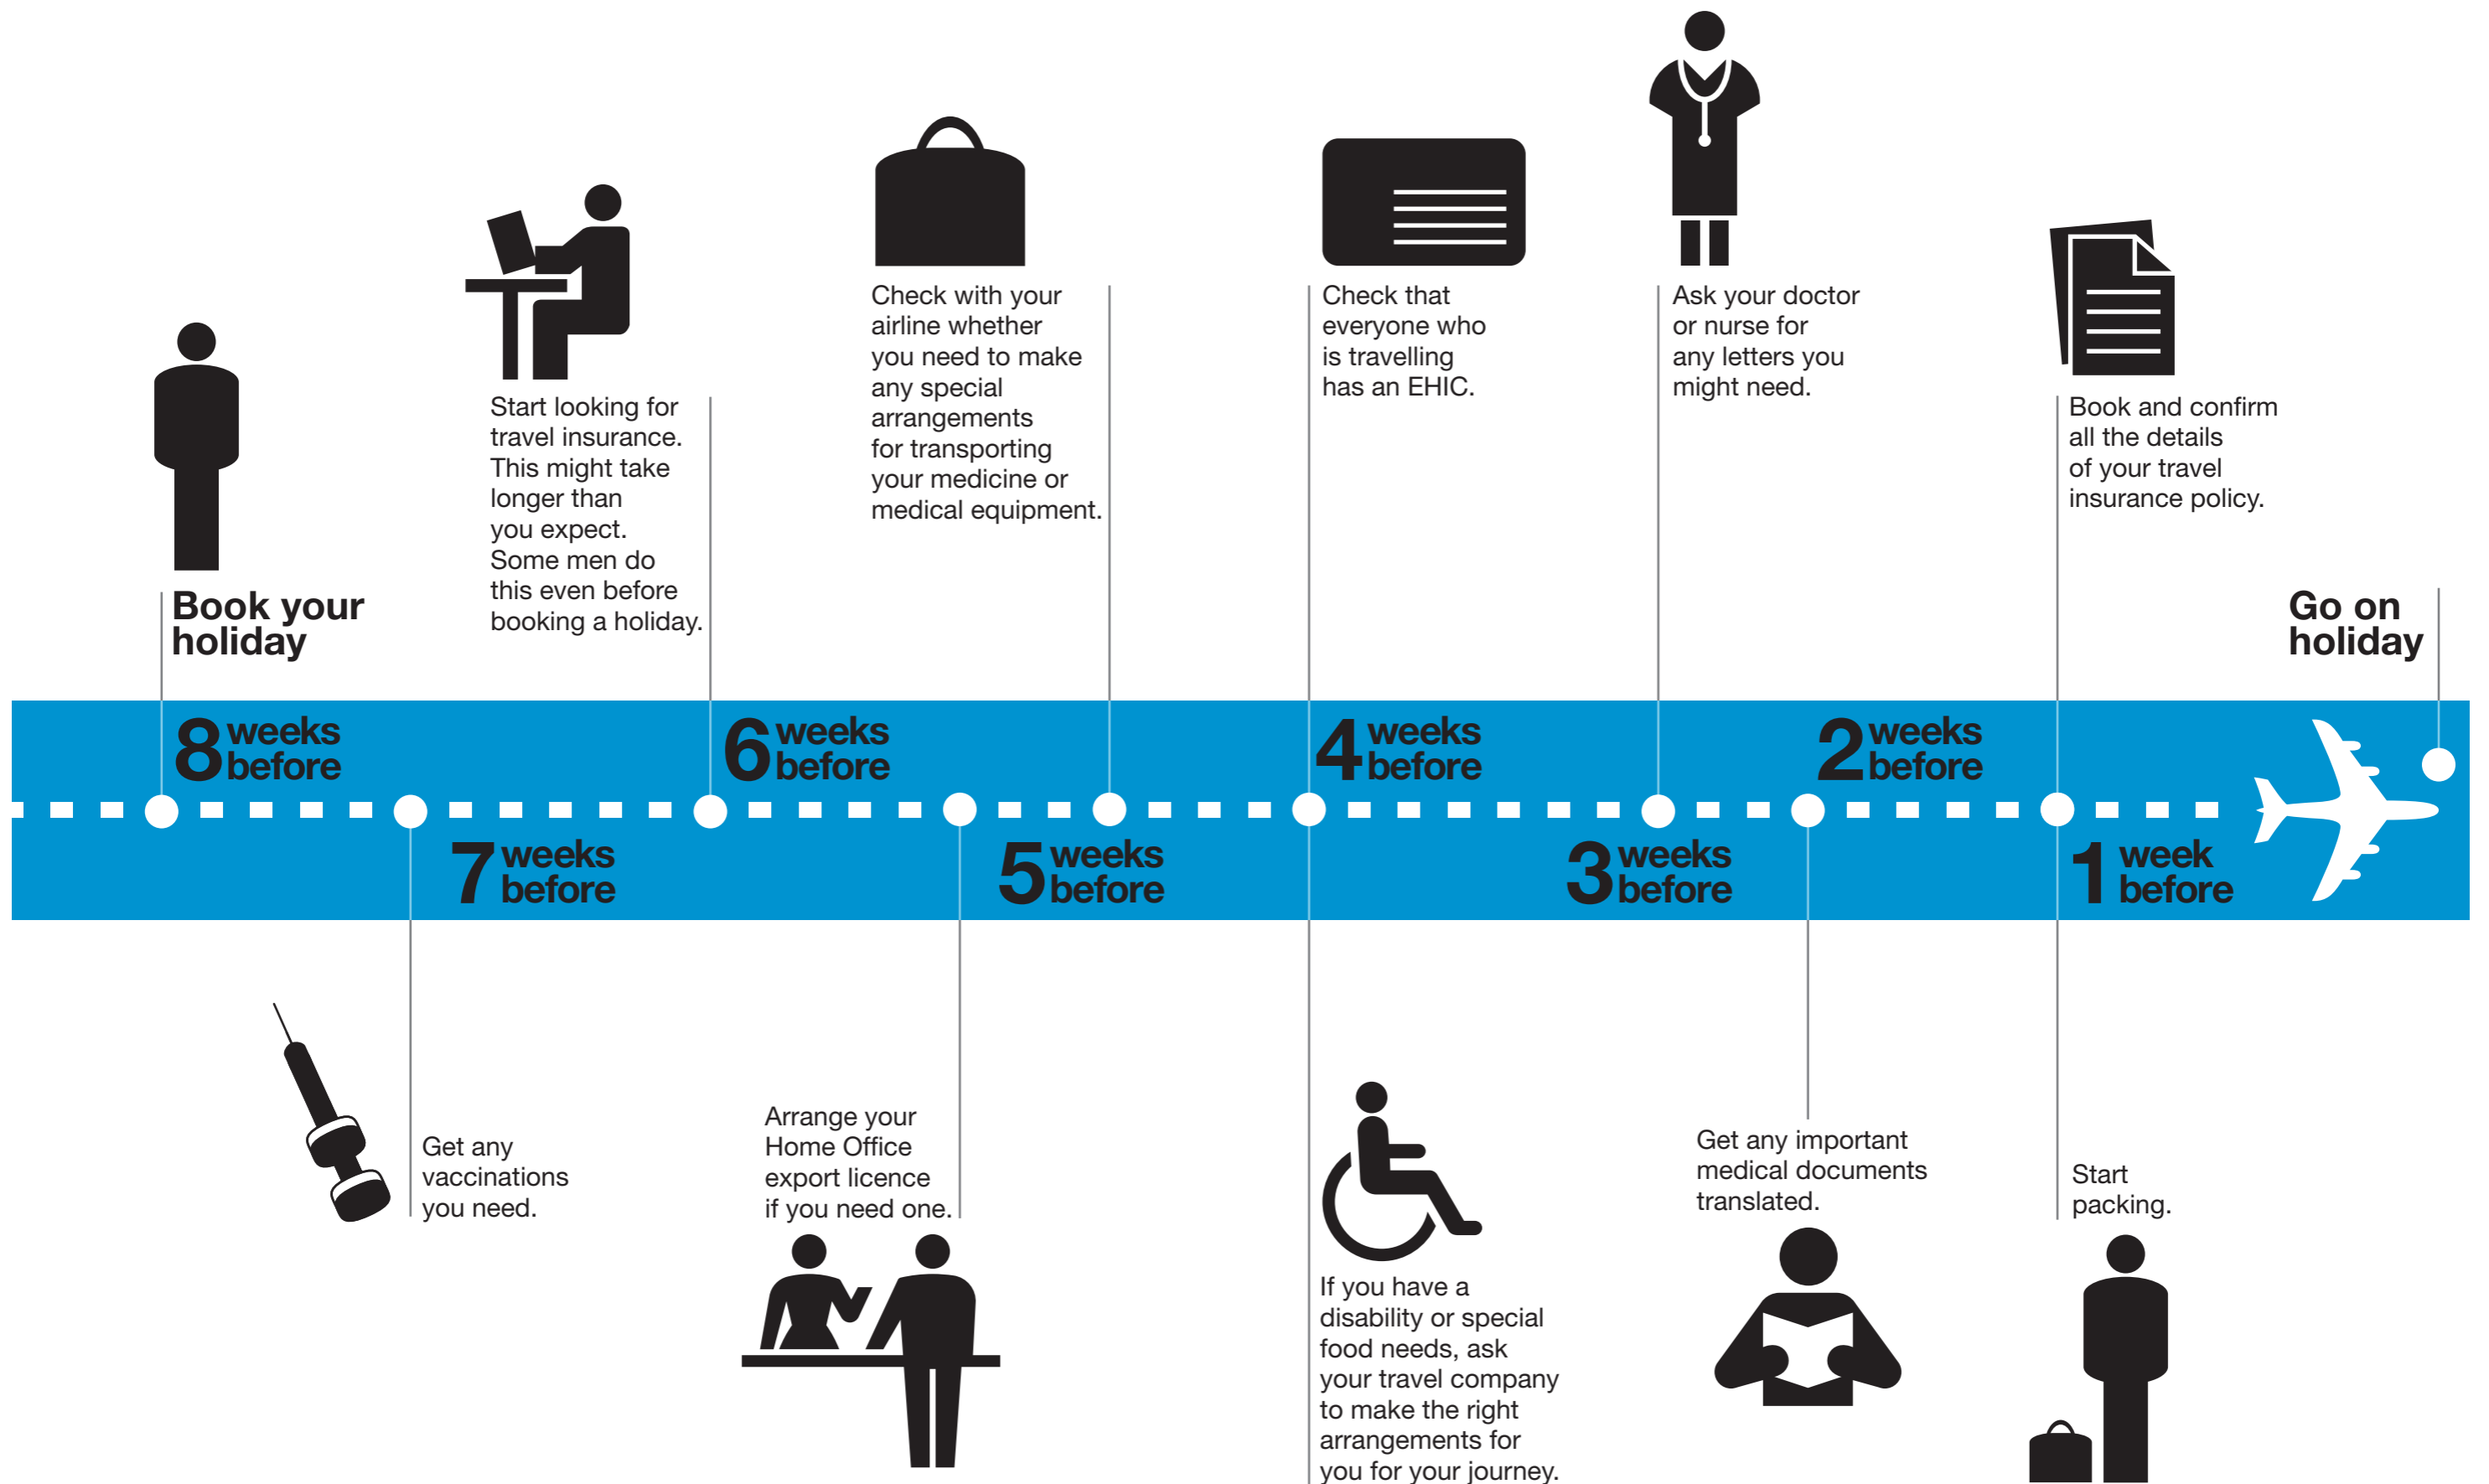 Book your
holiday
Start looking for
travel insurance.
This might take
longer than
you expect.
Some men do
this even before
booking a holiday.
Check with your
airline whether
you need to make
any special
arrangements
for transporting
your medicine or
medical equipment.
Check that
everyone who
is travelling
has an EHIC.
Ask your doctor
or nurse for
any letters you
might need.
Book and confirm
all the details
of your travel
insurance policy.
Go on
holiday
8 weeks
before
7 weeks
before
6 weeks
before
5 weeks
before
4 weeks
before
3 weeks
before
2 weeks
before
1 week
before
Get any
vaccinations
you need.
Arrange your
Home Office
export licence
if you need one.
If you have a
disability or special
food needs, ask
your travel company
to make the right
arrangements for
you for your journey.
Get any important
medical documents
translated.
Start
packing.